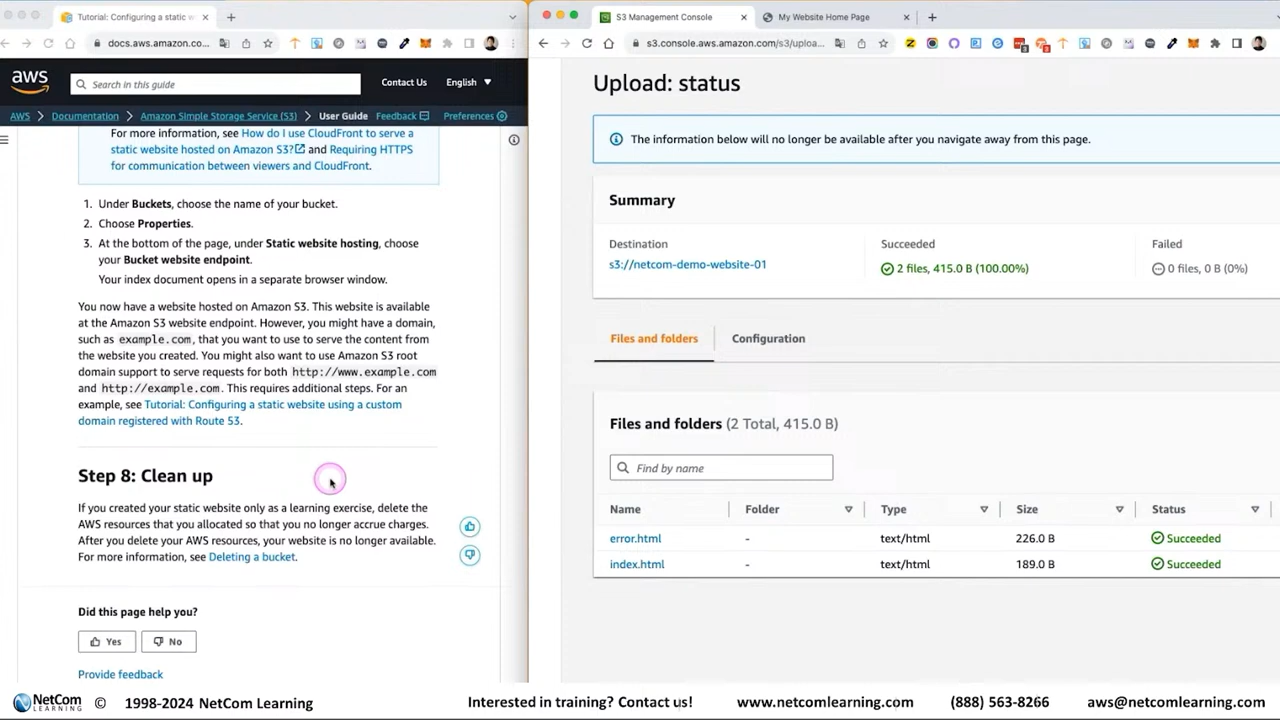 Tutorial: Configuring a static w
docs.aws.amazon.co...
aws
Search in this guide
Contact Us
English
AWS > Documentation > Amazon Simple Storage Service (S3) > User Guide
Feedback
Preferences
For more information, see How do I use CloudFront to serve a
static website hosted on Amazon S3? and Requiring HTTPS
for communication between viewers and CloudFront.
1. Under Buckets, choose the name of your bucket.
2. Choose Properties.
3. At the bottom of the page, under Static website hosting, choose
your Bucket website endpoint.
Your index document opens in a separate browser window.
You now have a website hosted on Amazon S3. This website is available
at the Amazon S3 website endpoint. However, you might have a domain,
such as example.com, that you want to use to serve the content from
the website you created. You might also want to use Amazon S3 root
domain support to serve requests for both http://www.example.com
and http://example.com. This requires additional steps. For an
example, see Tutorial: Configuring a static website using a custom
domain registered with Route 53.
Step 8: Clean up
If you created your static website only as a learning exercise, delete the
AWS resources that you allocated so that you no longer accrue charges.
After you delete your AWS resources, your website is no longer available.
For more information, see Deleting a bucket.
Did this page help you?
Yes
No
Provide feedback
S3 Management Console
My Website Home Page
s3.console.aws.amazon.com/s3/uploa...
Upload: status
The information below will no longer be available after you navigate away from this page.
Summary
Destination
Succeeded
Failed
s3://netcom-demo-website-01
2 files, 415.0 B (100.00%)
0 files, 0 B (0%)
Files and folders
Configuration
Files and folders (2 Total, 415.0 B)
Find by name
Name Folder Type Size Status
error.html - text/html 226.0 B Succeeded
index.html - text/html 189.0 B Succeeded
NetCom
LEARNING
© 1998-2024 NetCom Learning
Interested in training? Contact us!
www.netcomlearning.com
(888) 563-8266
aws@netcomlearning.com